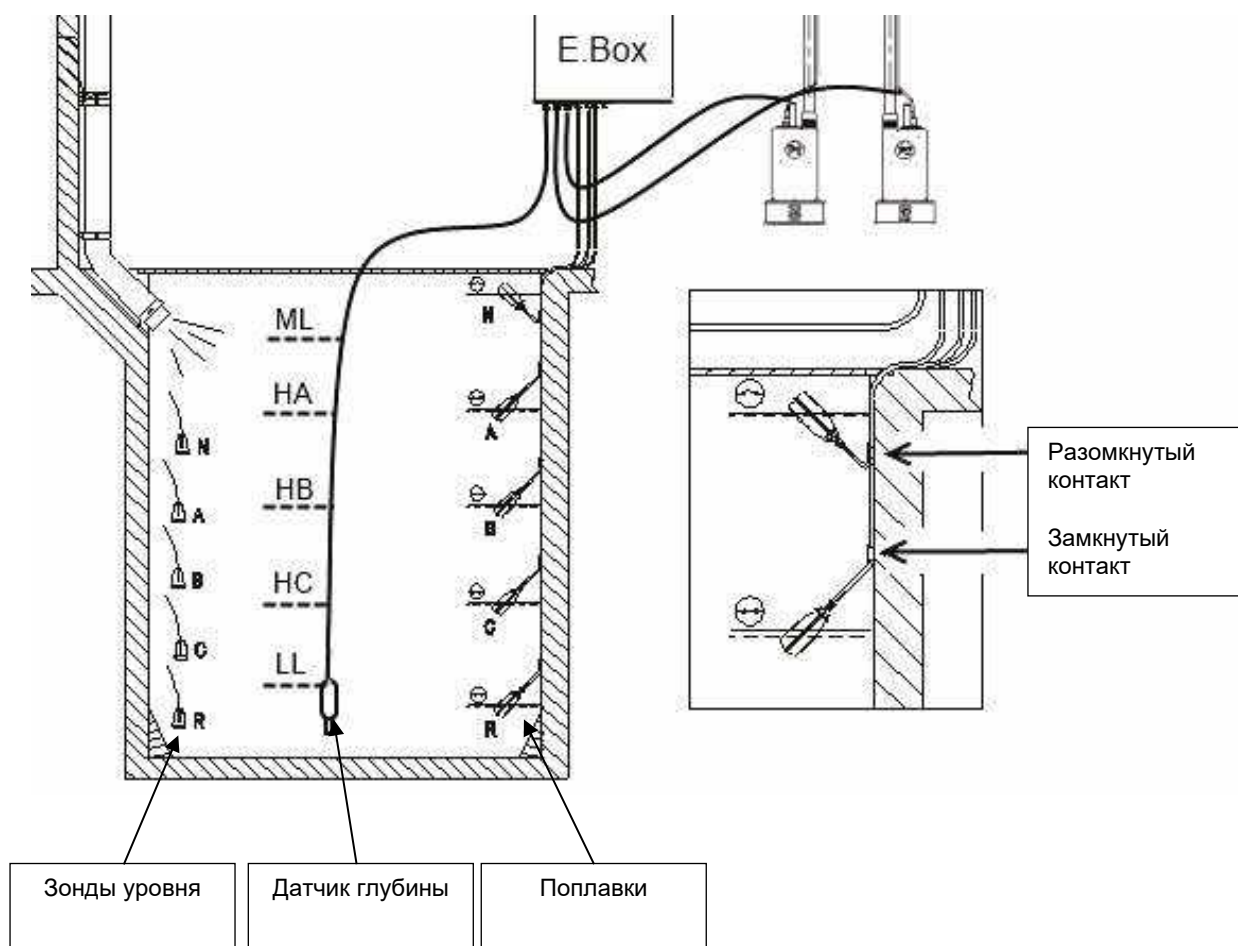 E.Box
ML
HA
HB
HC
LL
N
A
B
C
R
N
A
B
C
R
Разомкнутый
контакт
Замкнутый
контакт
Зонды уровня
Датчик глубины
Поплавки